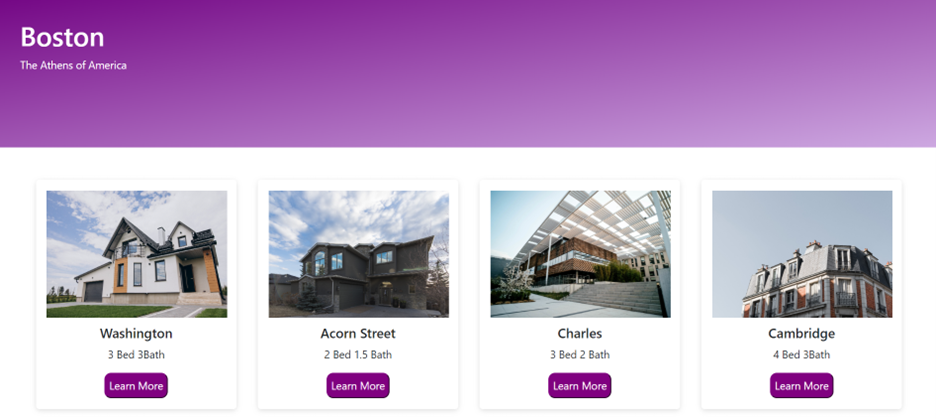 Boston
The Athens of America
Washington
3 Bed 3Bath
Learn More
Acorn Street
2 Bed 1.5 Bath
Learn More
Charles
3 Bed 2 Bath
Learn More
Cambridge
4 Bed 3Bath
Learn More